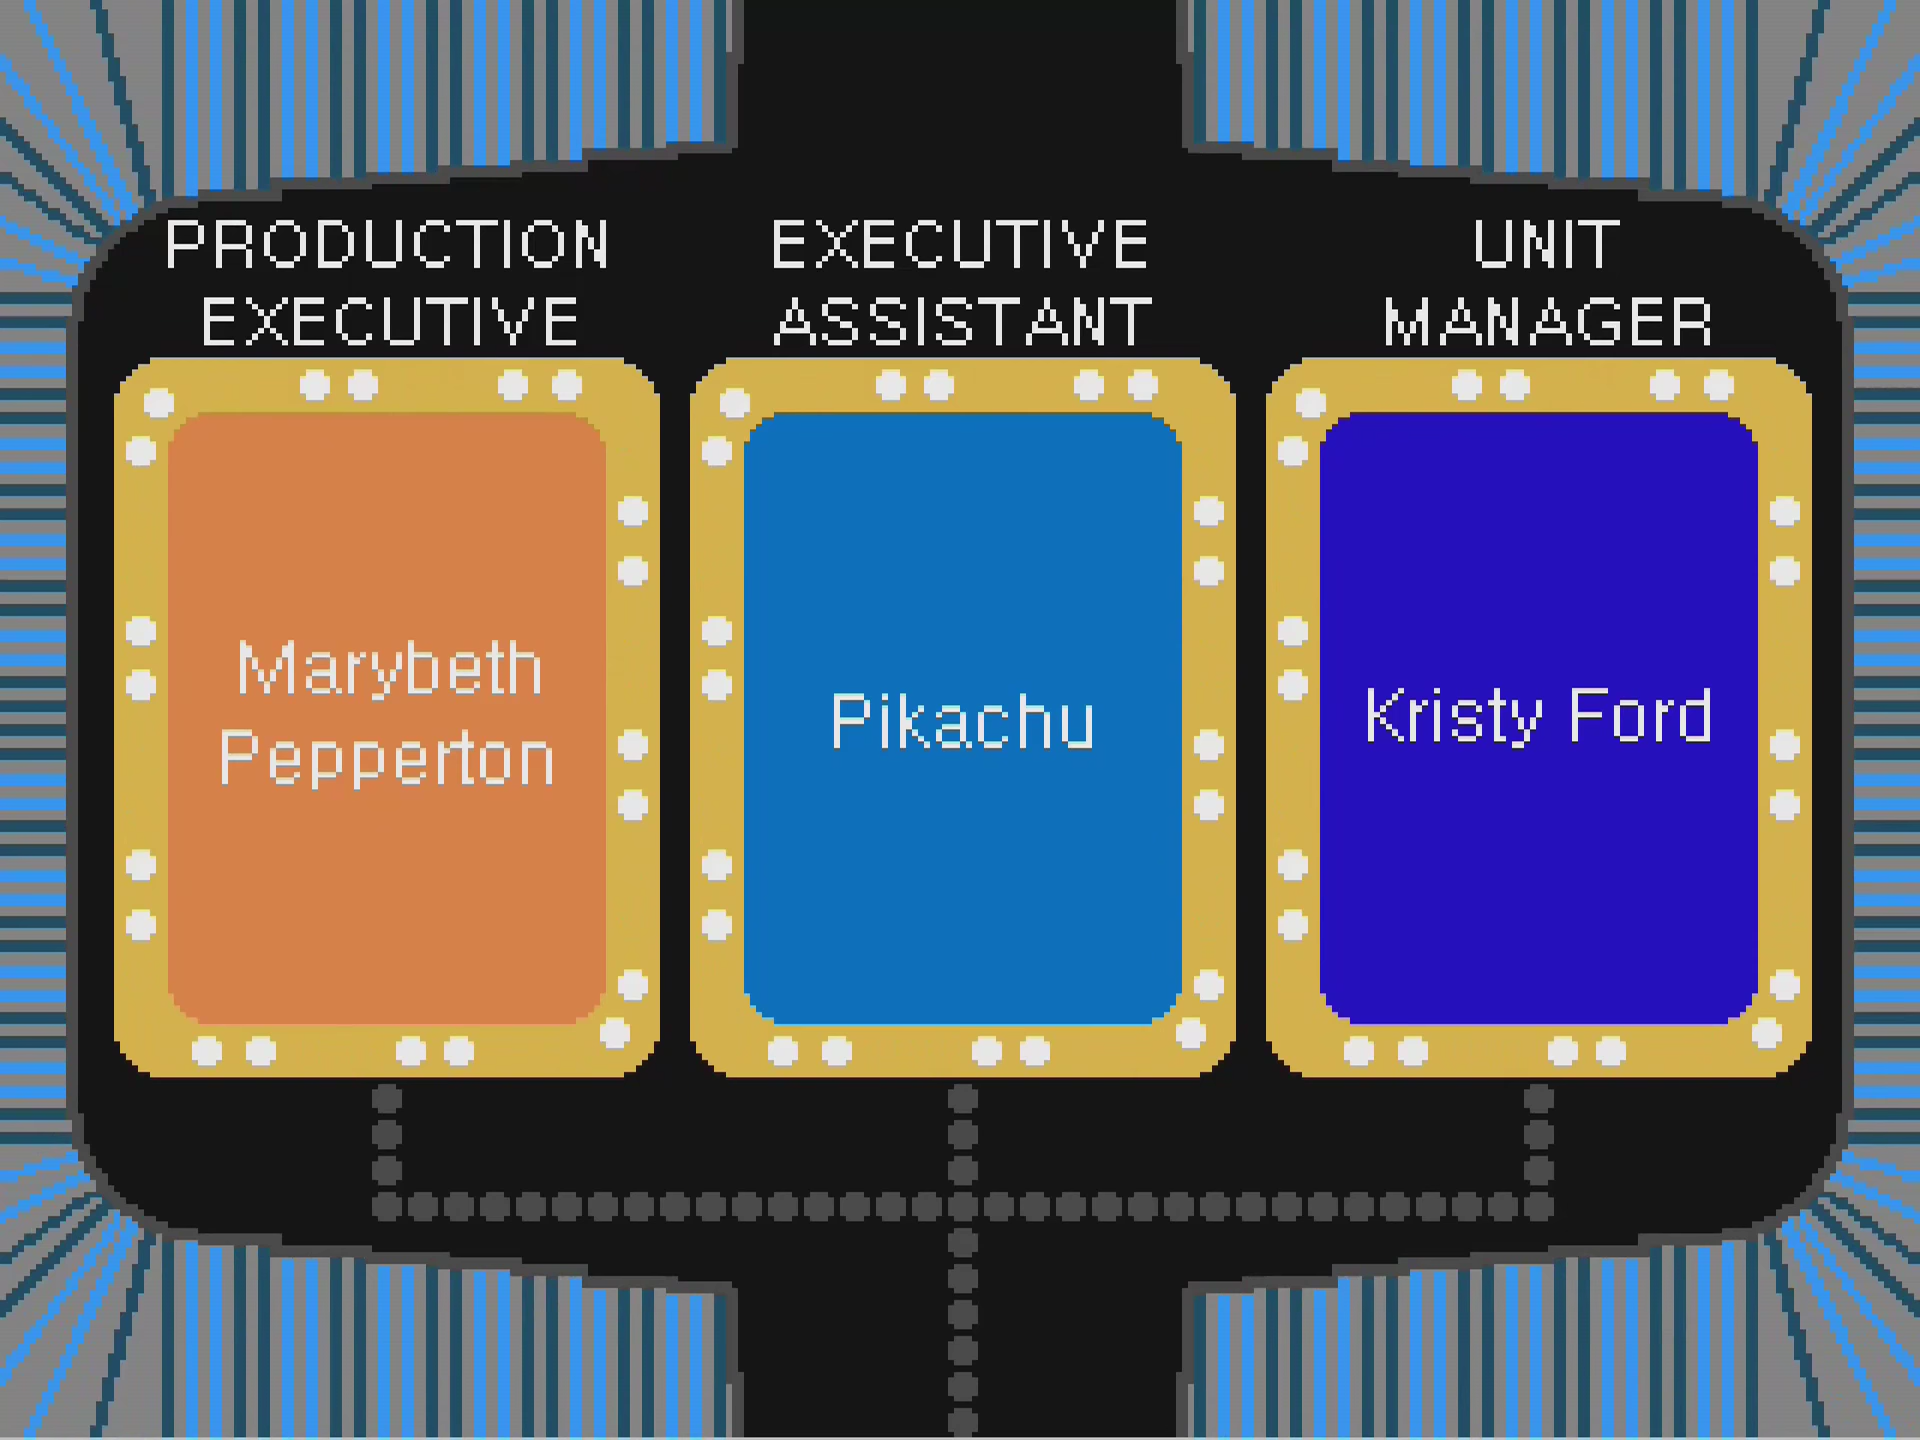 PRODUCTION
EXECUTIVE
Marybeth
Pepperton
EXECUTIVE
ASSISTANT
Pikachu
UNIT
MANAGER
Kristy Ford